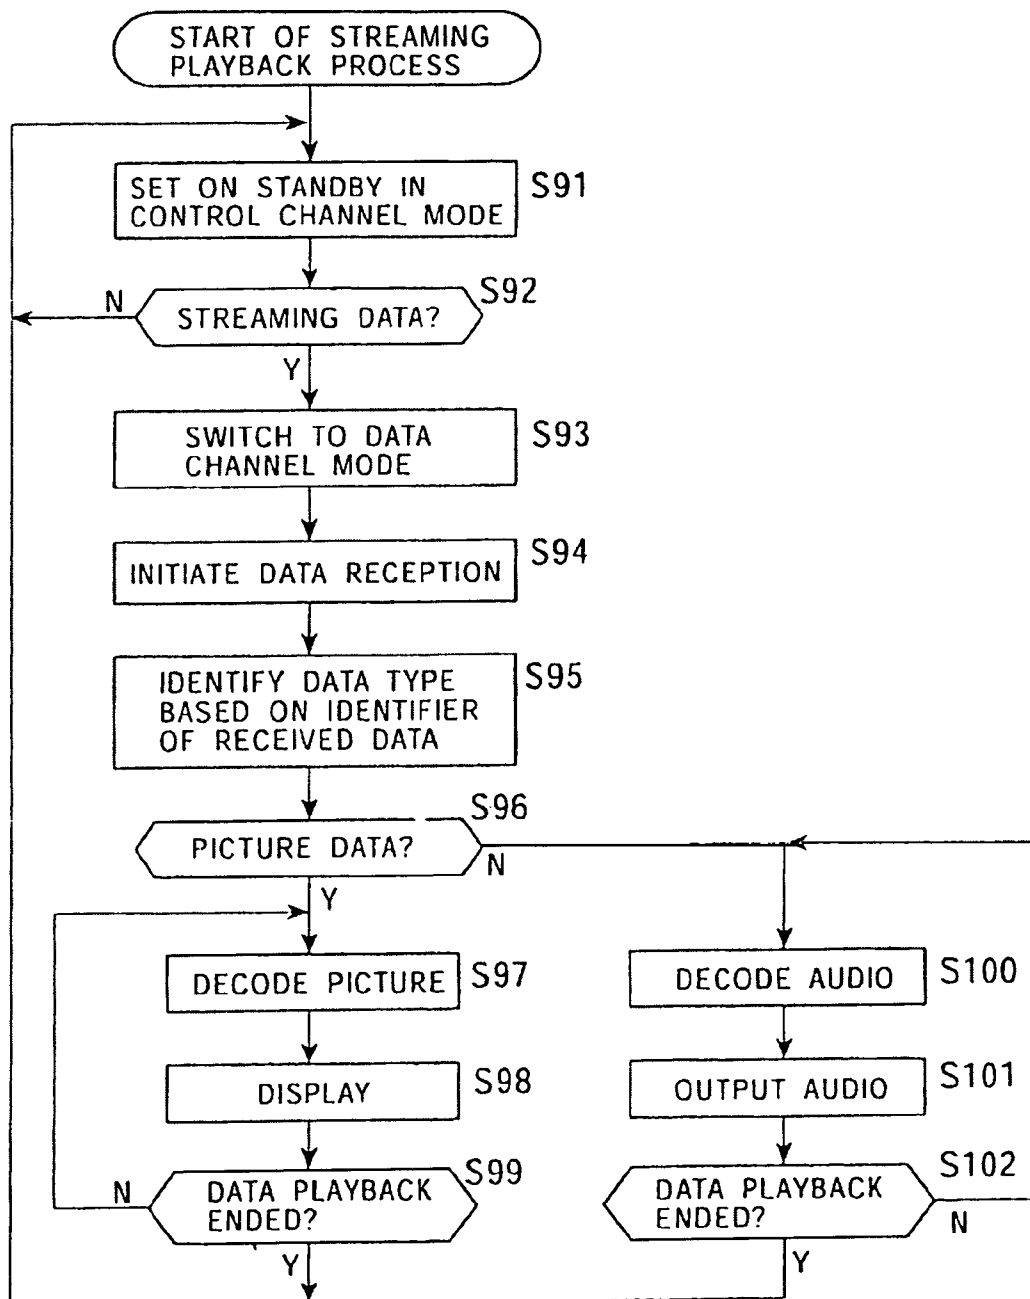 START OF STREAMING
PLAYBACK PROCESS
SET ON STANDBY IN
CONTROL CHANNEL MODE
S91
STREAMING DATA?
S92
N
Y
SWITCH TO DATA
CHANNEL MODE
S93
INITIATE DATA RECEPTION
S94
IDENTIFY DATA TYPE
BASED ON IDENTIFIER
OF RECEIVED DATA
S95
PICTURE DATA?
S96
N
Y
DECODE PICTURE
S97
DISPLAY
S98
DATA PLAYBACK
ENDED?
S99
N
Y
DECODE AUDIO
S100
OUTPUT AUDIO
S101
DATA PLAYBACK
ENDED?
S102
N
Y